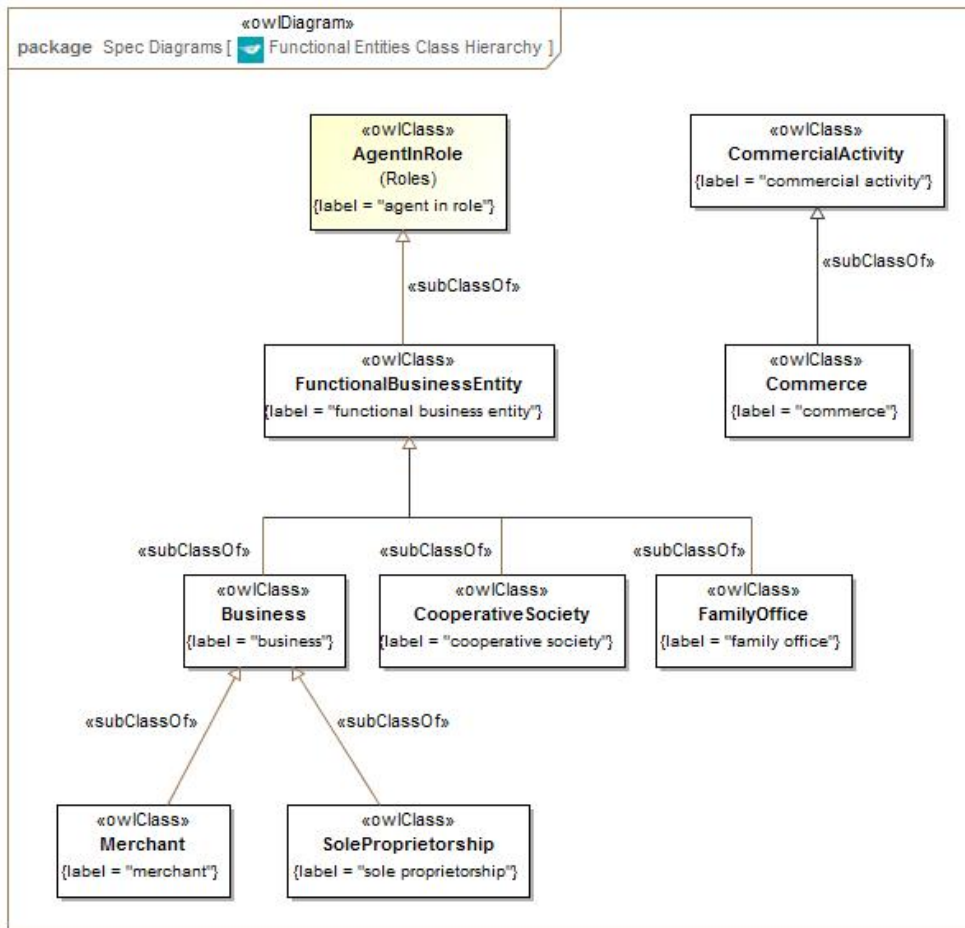 «owlDiagram»
package Spec Diagrams [ Functional Entities Class Hierarchy ]
«owlClass»
AgentInRole
(Roles)
{label = "agent in role"}
«owlClass»
CommercialActivity
{label = "commercial activity"}
«subClassOf»
«subClassOf»
«owlClass»
FunctionalBusinessEntity
{label = "functional business entity"}
«owlClass»
Commerce
{label = "commerce"}
«subClassOf»
«subClassOf»
«subClassOf»
«owlClass»
Business
{label = "business"}
«owlClass»
CooperativeSociety
{label = "cooperative society"}
«owlClass»
FamilyOffice
{label = "family office"}
«subClassOf»
«subClassOf»
«owlClass»
Merchant
{label = "merchant"}
«owlClass»
SoleProprietorship
{label = "sole proprietorship"}